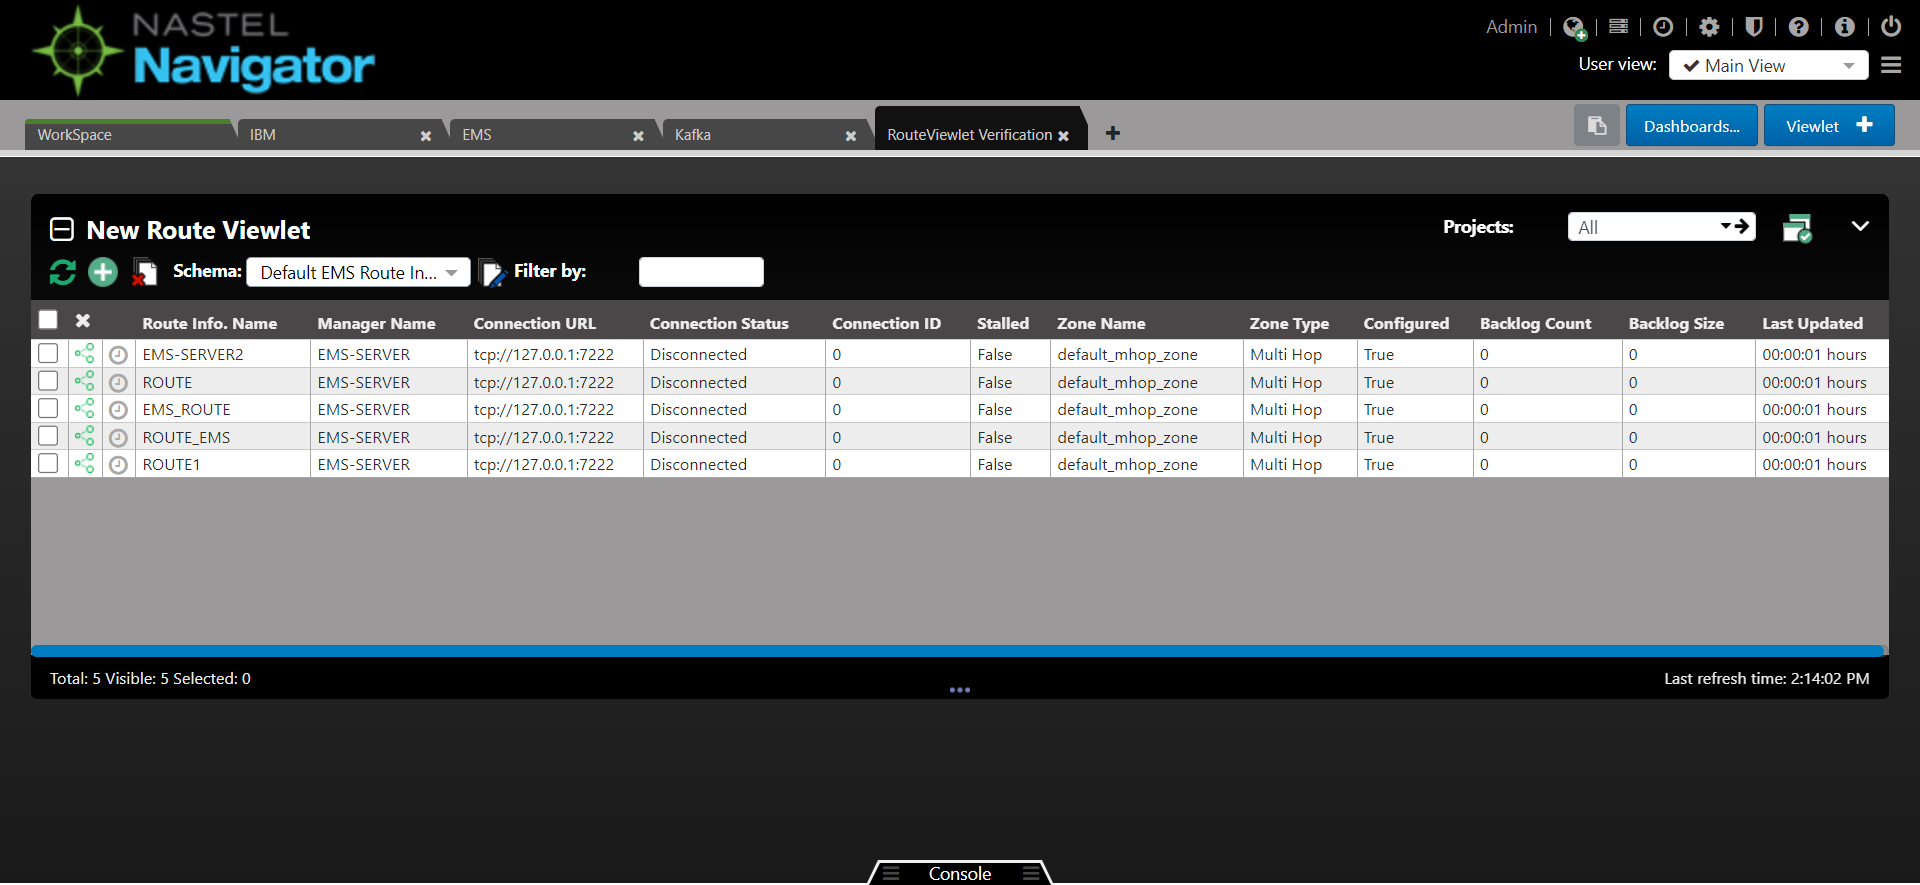 NASTEL
Navigator
Admin
User view: Main View
WorkSpace IBM EMS Kafka RouteViewlet Verification
Dashboards... Viewlet
New Route Viewlet
Projects: All
Schema: Default EMS Route In... Filter by:
Route Info. Name Manager Name Connection URL Connection Status Connection ID Stalled Zone Name Zone Type Configured Backlog Count Backlog Size Last Updated
EMS-SERVER2 EMS-SERVER tcp://127.0.0.1:7222 Disconnected 0 False default_mhop_zone Multi Hop True 0 0 00:00:01 hours
ROUTE EMS-SERVER tcp://127.0.0.1:7222 Disconnected 0 False default_mhop_zone Multi Hop True 0 0 00:00:01 hours
EMS_ROUTE EMS-SERVER tcp://127.0.0.1:7222 Disconnected 0 False default_mhop_zone Multi Hop True 0 0 00:00:01 hours
ROUTE_EMS EMS-SERVER tcp://127.0.0.1:7222 Disconnected 0 False default_mhop_zone Multi Hop True 0 0 00:00:01 hours
ROUTE1 EMS-SERVER tcp://127.0.0.1:7222 Disconnected 0 False default_mhop_zone Multi Hop True 0 0 00:00:01 hours
Total: 5 Visible: 5 Selected: 0
Last refresh time: 2:14:02 PM
Console